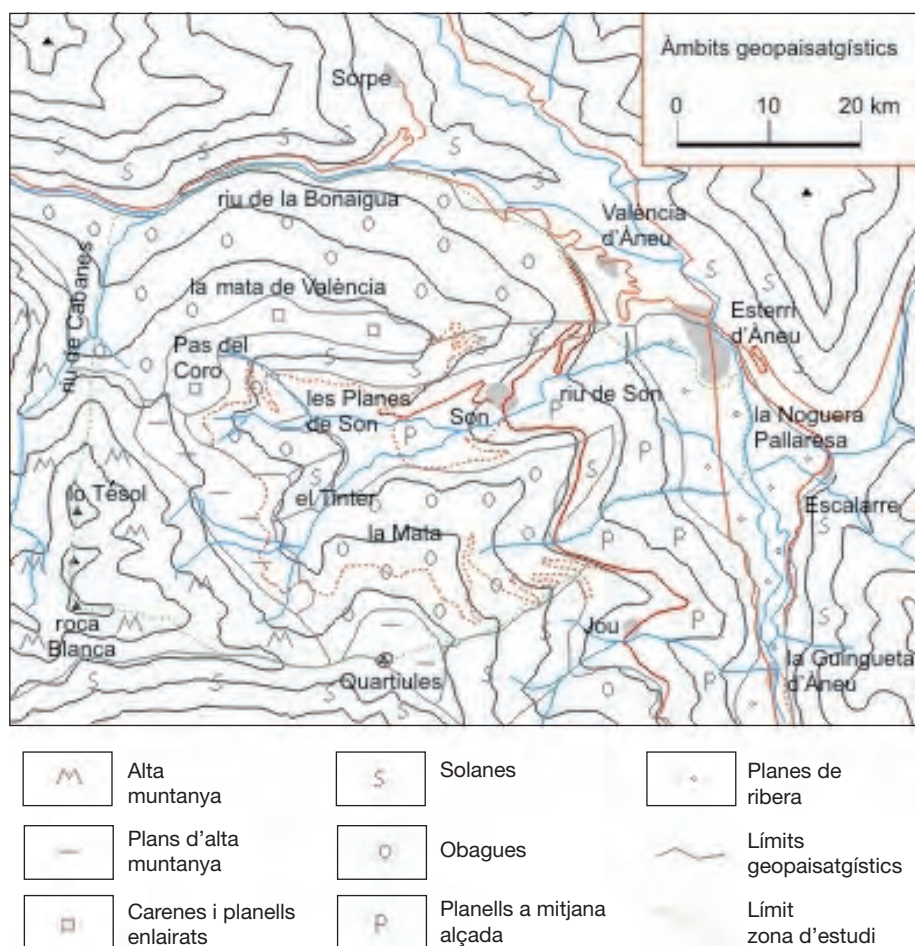 Àmbits geopaisatgístics
0 10 20 km
Sorpe
riu de la Bonaigua
València
d'Àneu
riu de Cabanes
la mata de València
Esterri
d'Àneu
Pas del
Coro
les Planes
de Son
Son
riu de Son
la Noguera
Pallaresa
lo Tésol
el Tinter
Escalarre
la Mata
roca
Blanca
Jou
Quartiules
la Guingueta
d'Àneu
Alta
muntanya
Solanes
Planes de
ribera
Plans d'alta
muntanya
Obagues
Límits
geopaisatgístics
Carenes i planells
enlairats
Planells a mitjana
alçada
Límit
zona d'estudi